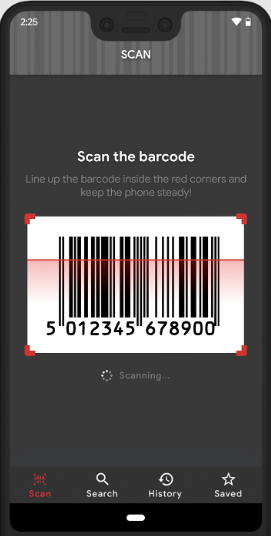 2:25
SCAN
Scan the barcode
Line up the barcode inside the red corners and
keep the phone steady!
5 012345 678900
Scanning...
Scan Search History Saved